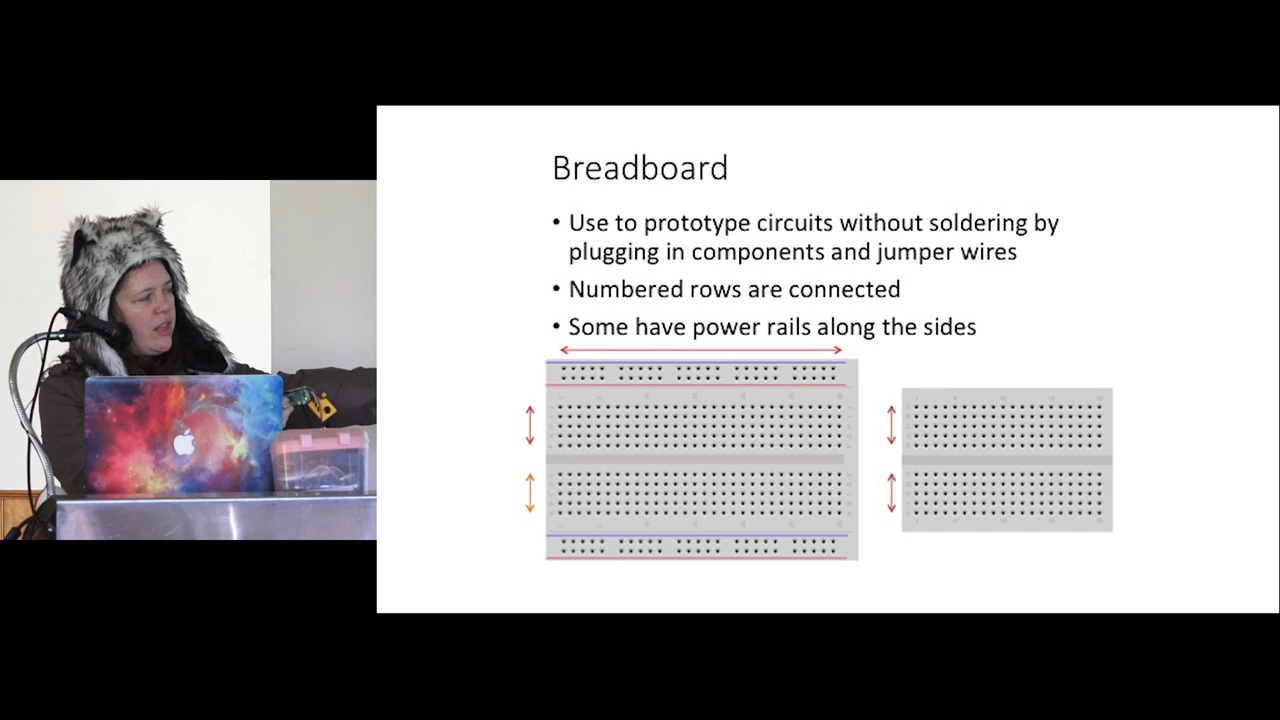 Breadboard
• Use to prototype circuits without soldering by
plugging in components and jumper wires
• Numbered rows are connected
• Some have power rails along the sides